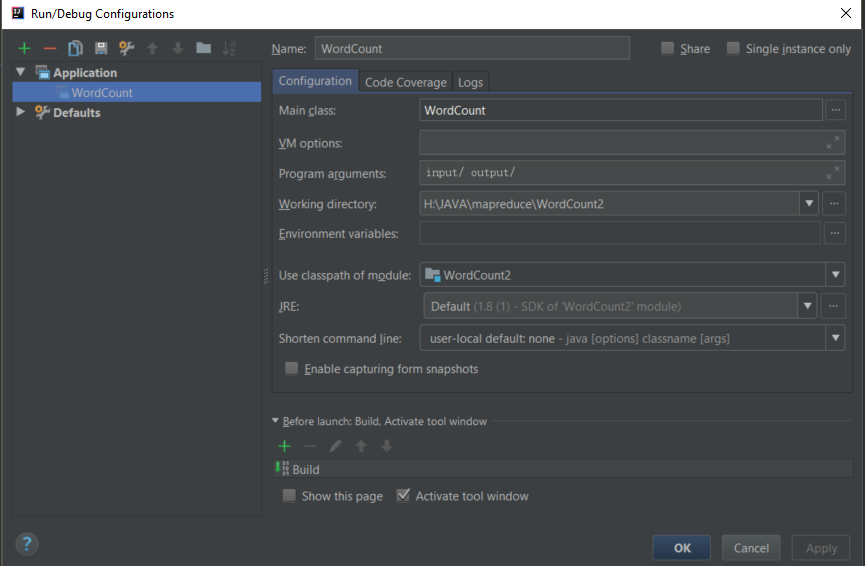 Run/Debug Configurations
Name: WordCount Share Single instance only
Application
WordCount
Defaults
Configuration Code Coverage Logs
Main class: WordCount ...
VM options:
Program arguments: input/ output/
Working directory: H:\JAVA\mapreduce\WordCount2 ...
Environment variables: ...
Use classpath of module: WordCount2
JRE: Default (1.8 (1) - SDK of 'WordCount2' module) ...
Shorten command line: user-local default: none - java [options] classname [args]
Enable capturing form snapshots
Before launch: Build, Activate tool window
Build
Show this page Activate tool window
? OK Cancel Apply